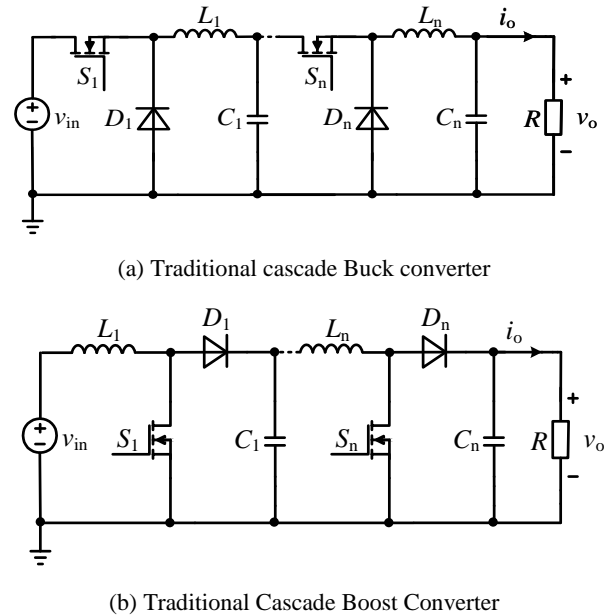 L1 Ln io
S1 Sn
vin D1 C1 Dn Cn R + vo -
(a) Traditional cascade Buck converter
L1 D1 Ln Dn io
vin S1 C1 Sn Cn R + vo -
(b) Traditional Cascade Boost Converter